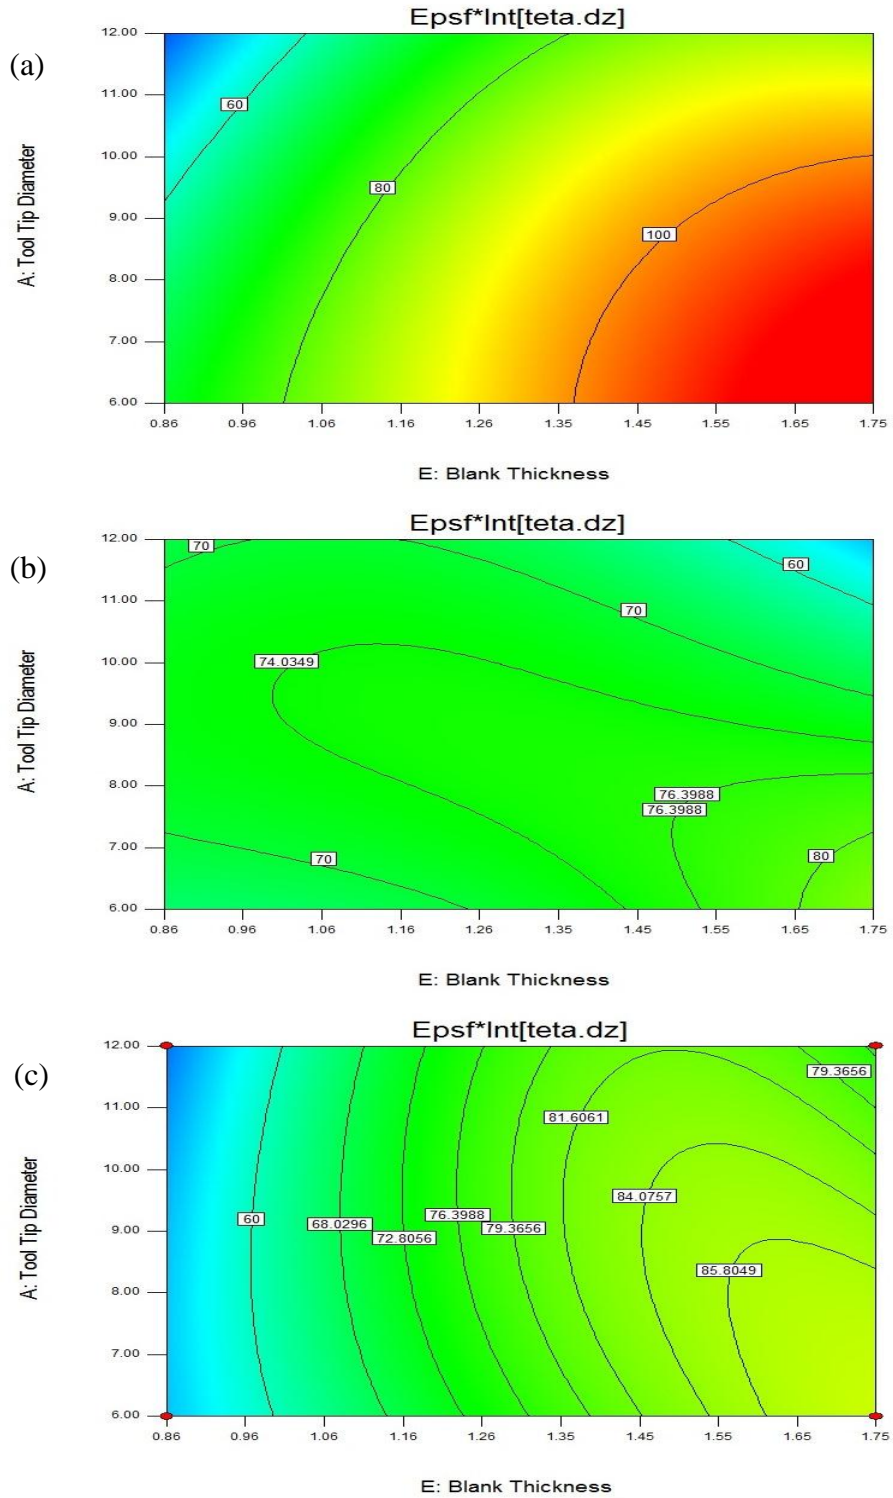 Epsf*Int[teta.dz]
(a)
A: Tool Tip Diameter
12.00
11.00
10.00
9.00
8.00
7.00
6.00
60
80
100
0.86 0.96 1.06 1.16 1.26 1.35 1.45 1.55 1.65 1.75
E: Blank Thickness
Epsf*Int[teta.dz]
(b)
A: Tool Tip Diameter
12.00
11.00
10.00
9.00
8.00
7.00
6.00
70
60
70
74.0349
76.3988
76.3988
70
80
0.86 0.96 1.06 1.16 1.26 1.35 1.45 1.55 1.65 1.75
E: Blank Thickness
Epsf*Int[teta.dz]
(c)
A: Tool Tip Diameter
12.00
11.00
10.00
9.00
8.00
7.00
6.00
79.3656
81.6061
84.0757
60
68.0296
72.8056
76.3988
79.3656
85.8049
0.86 0.96 1.06 1.16 1.26 1.35 1.45 1.55 1.65 1.75
E: Blank Thickness